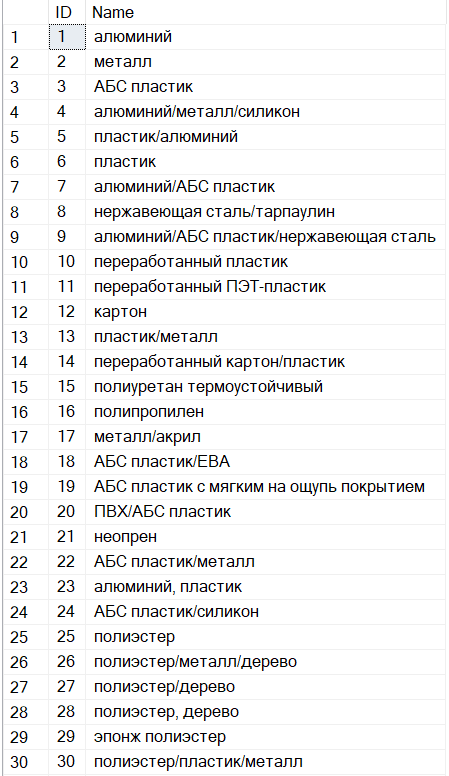 ID Name
1 1 алюминий
2 2 металл
3 3 АБС пластик
4 4 алюминий/металл/силикон
5 5 пластик/алюминий
6 6 пластик
7 7 алюминий/АБС пластик
8 8 нержавеющая сталь/тарпаулин
9 9 алюминий/АБС пластик/нержавеющая сталь
10 10 переработанный пластик
11 11 переработанный ПЭТ-пластик
12 12 картон
13 13 пластик/металл
14 14 переработанный картон/пластик
15 15 полиуретан термоустойчивый
16 16 полипропилен
17 17 металл/акрил
18 18 АБС пластик/ЕВА
19 19 АБС пластик с мягким на ощупь покрытием
20 20 ПВХ/АБС пластик
21 21 неопрен
22 22 АБС пластик/металл
23 23 алюминий, пластик
24 24 АБС пластик/силикон
25 25 полиэстер
26 26 полиэстер/металл/дерево
27 27 полиэстер/дерево
28 28 полиэстер, дерево
29 29 эпонж полиэстер
30 30 полиэстер/пластик/металл